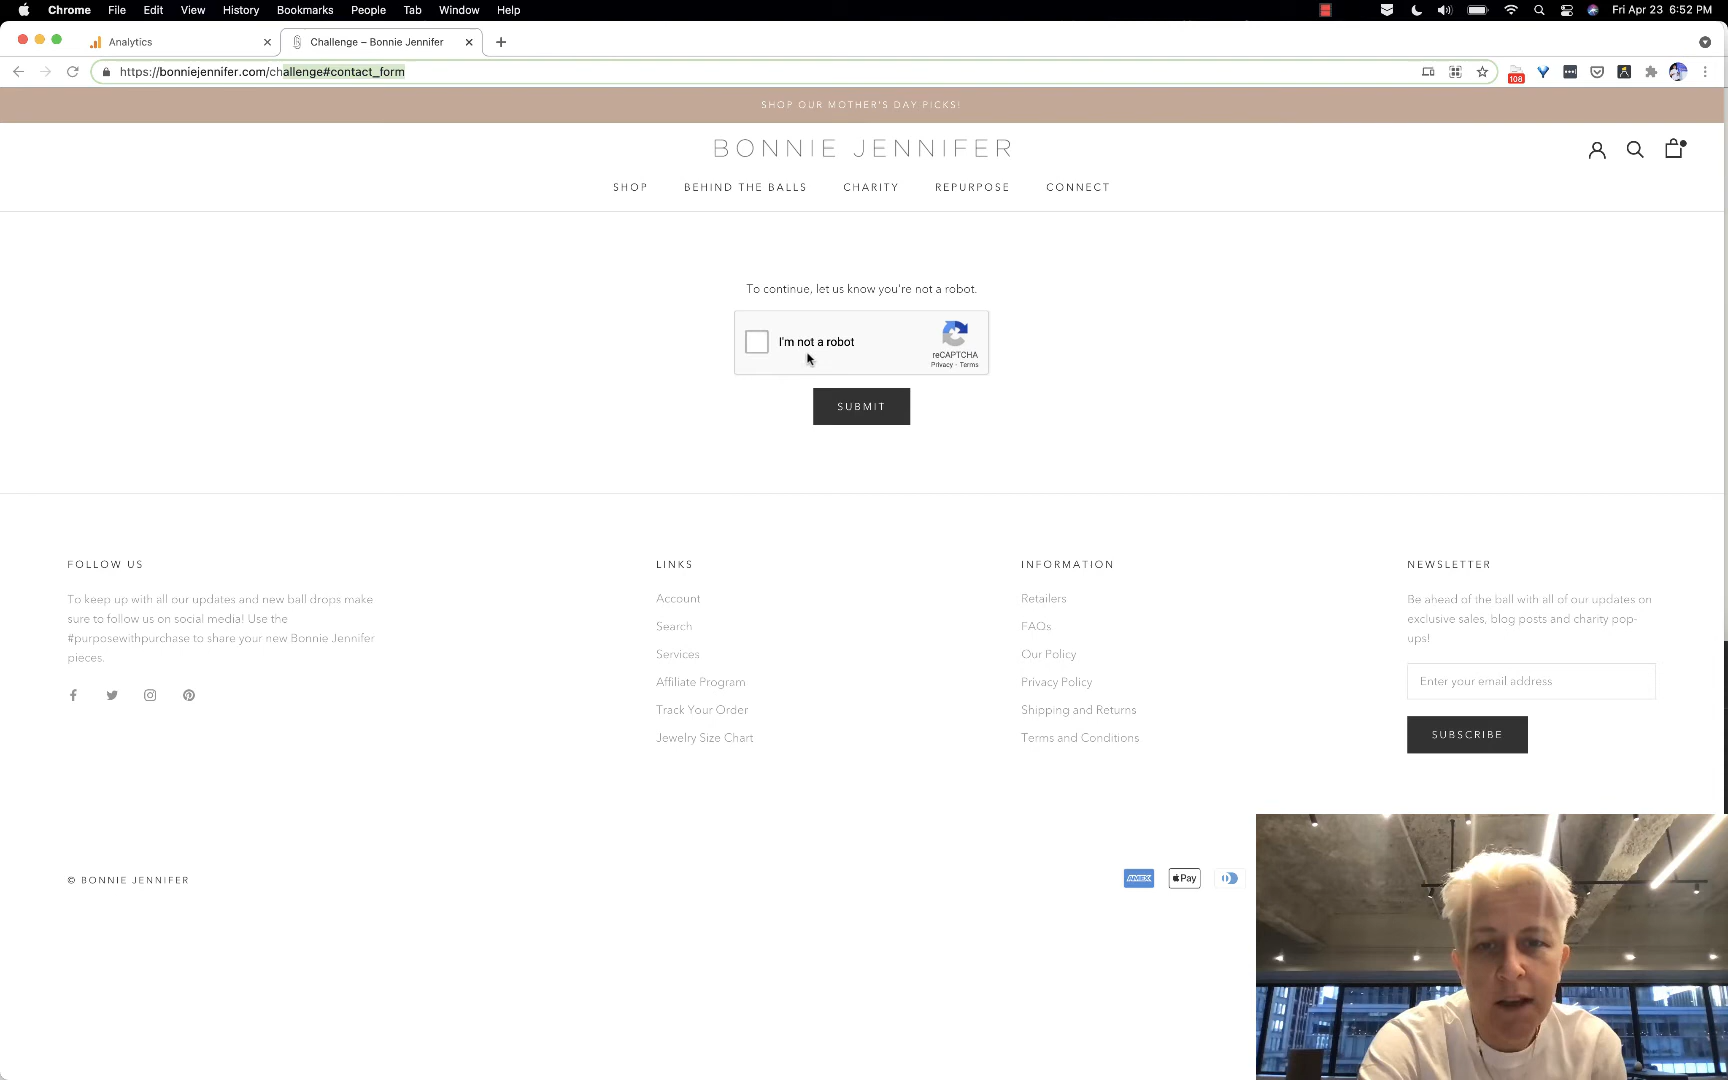 Chrome File Edit View History Bookmarks People Tab Window Help Fri Apr 23 6:52 PM
Analytics Challenge – Bonnie Jennifer
https://bonniejennifer.com/challenge#contact_form
108
SHOP OUR MOTHER'S DAY PICKS!
BONNIE JENNIFER
SHOP BEHIND THE BALLS CHARITY REPURPOSE CONNECT
To continue, let us know you're not a robot.
I'm not a robot
reCAPTCHA
Privacy - Terms
SUBMIT
FOLLOW US
To keep up with all our updates and new ball drops make
sure to follow us on social media! Use the
#purposewithpurchase to share your new Bonnie Jennifer
pieces.
LINKS
Account
Search
Services
Affiliate Program
Track Your Order
Jewelry Size Chart
INFORMATION
Retailers
FAQs
Our Policy
Privacy Policy
Shipping and Returns
Terms and Conditions
NEWSLETTER
Be ahead of the ball with all of our updates on
exclusive sales, blog posts and charity pop-
ups!
Enter your email address
SUBSCRIBE
© BONNIE JENNIFER
AMEX Pay